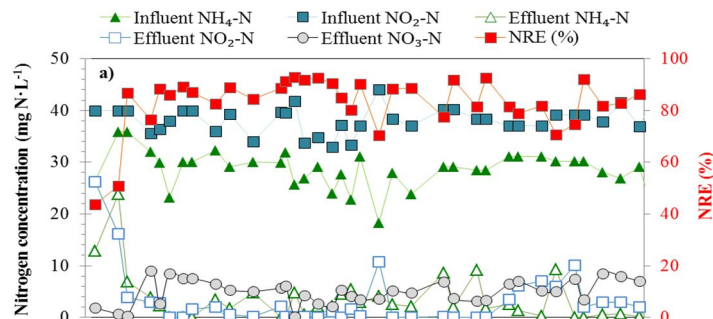 Influent NH₄-N Influent NO₂-N Effluent NH₄-N
Effluent NO₂-N Effluent NO₃-N NRE (%)
a)
Nitrogen concentration (mg N·L⁻¹)
50
40
30
20
10
0
100
80
60
40
20
0
NRE (%)